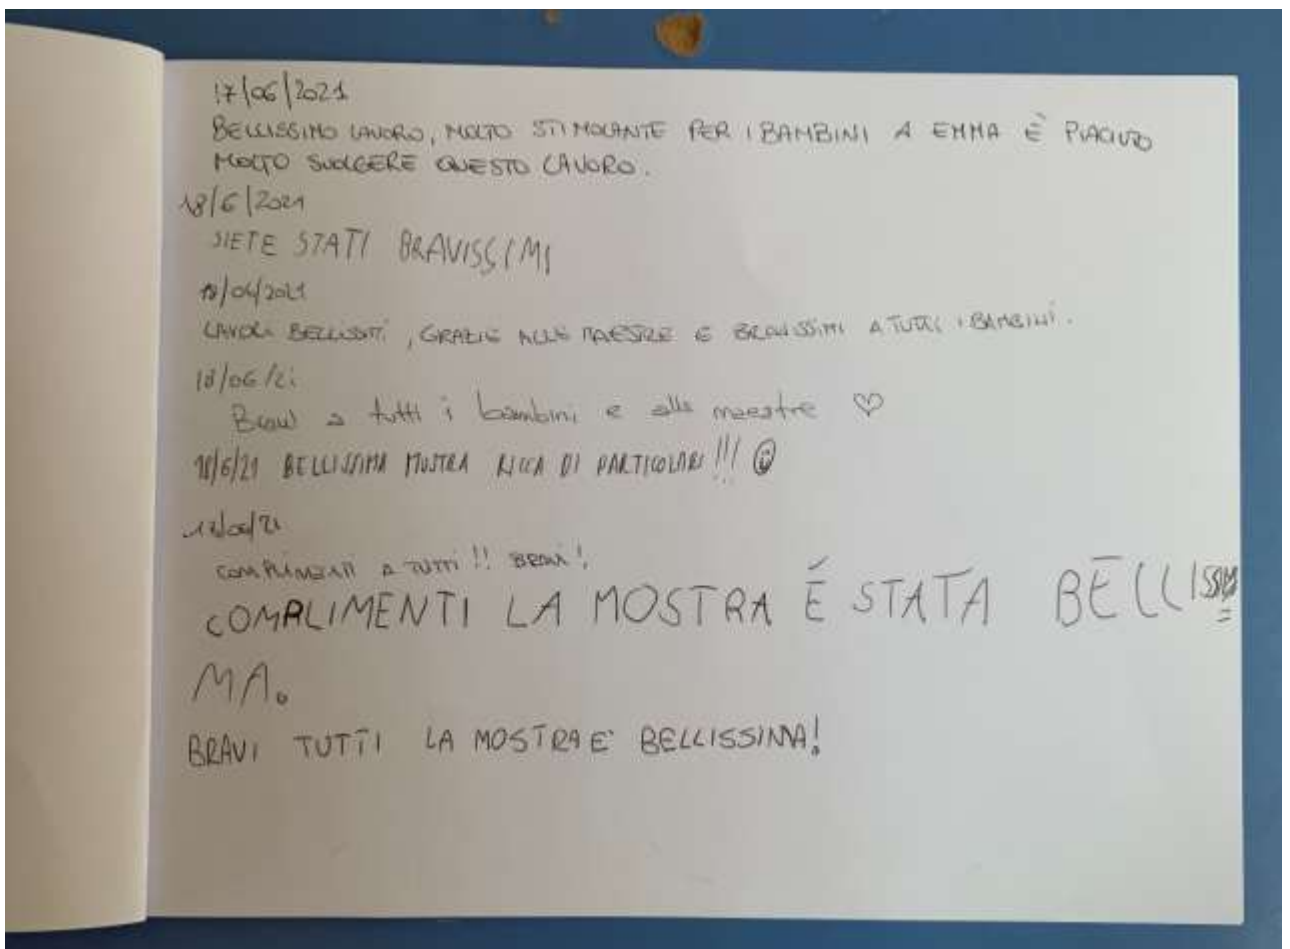 17/06/2021
BELLISSIMO LAVORO, MOLTO STIMOLANTE PER I BAMBINI A EMMA È PIACIUTO
MOLTO SVOLGERE QUESTO LAVORO.
18/6/2021
SIETE STATI BRAVISSIMI
18/06/2021
LAVORI BELLISSIMI, GRAZIE ALLE MAESTRE E BRAVISSIMI A TUTTI I BAMBINI.
18/06/21
Bravi a tutti i bambini e alle maestre ♡
18/6/21 BELLISSIMA MOSTRA RICCA DI PARTICOLARI!!! ☺
18/06/21
COMPLIMENTI A TUTTI!! BRAVI!
COMPLIMENTI LA MOSTRA É STATA BELLISSI=
MA.
BRAVI TUTTI LA MOSTRA E' BELLISSIMA!